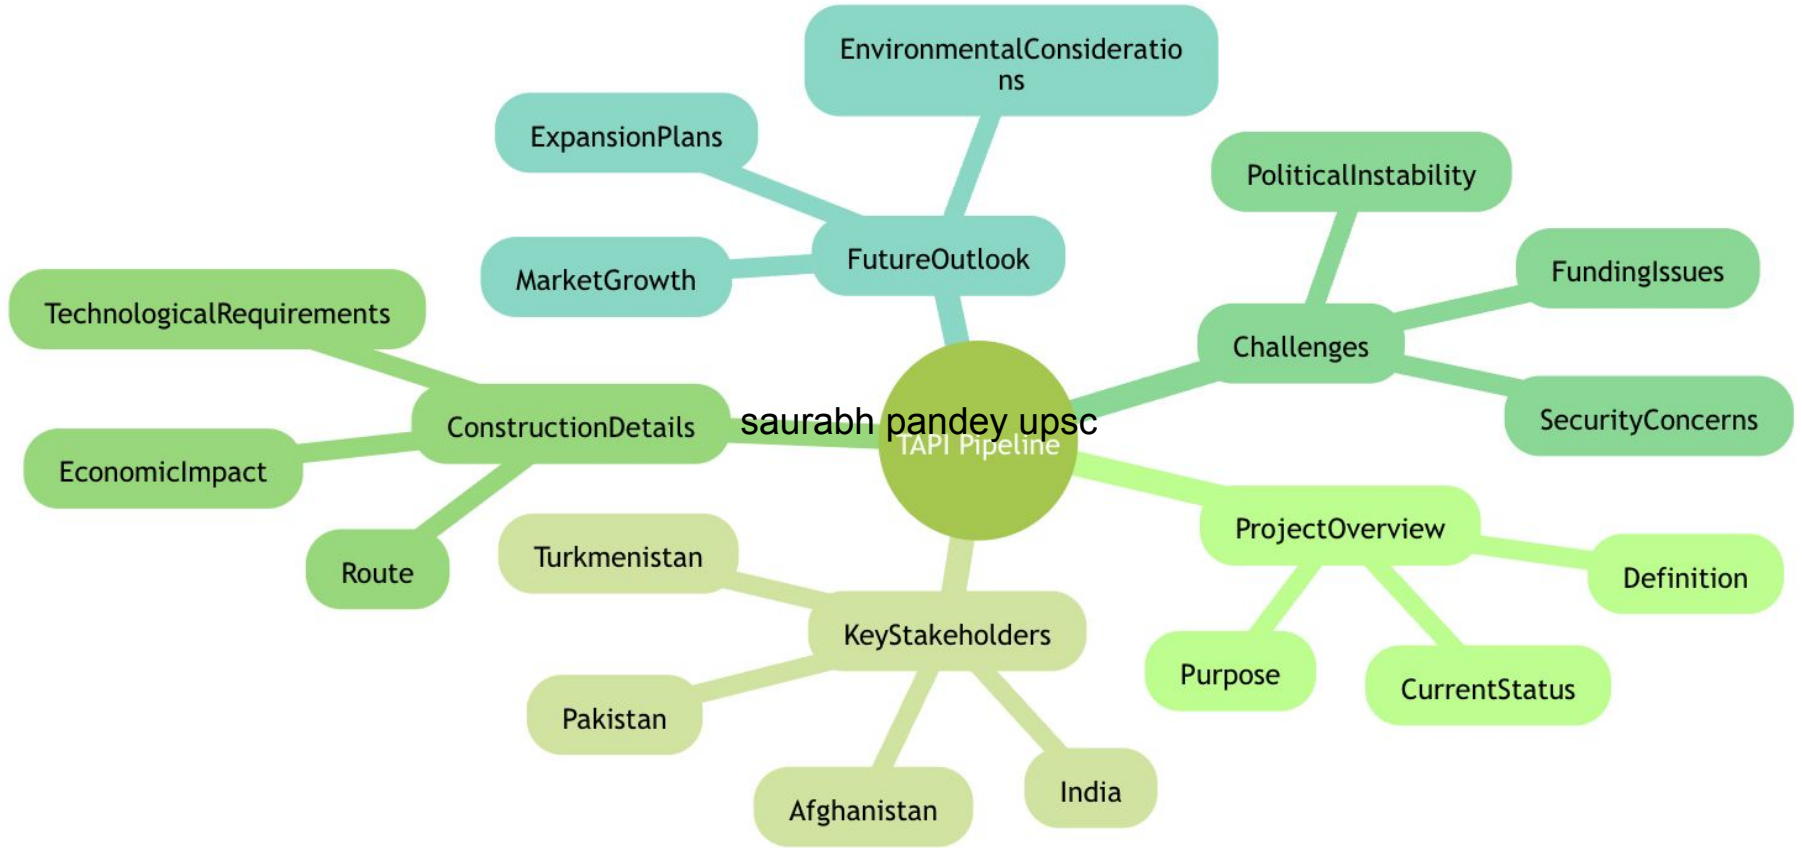 EnvironmentalConsideratio
ns
ExpansionPlans
PoliticalInstability
FutureOutlook
FundingIssues
MarketGrowth
TechnologicalRequirements
Challenges
SecurityConcerns
saurabh pandey upsc
ConstructionDetails
TAPI Pipeline
EconomicImpact
ProjectOverview
Turkmenistan
Route
Definition
KeyStakeholders
Purpose
CurrentStatus
Pakistan
India
Afghanistan